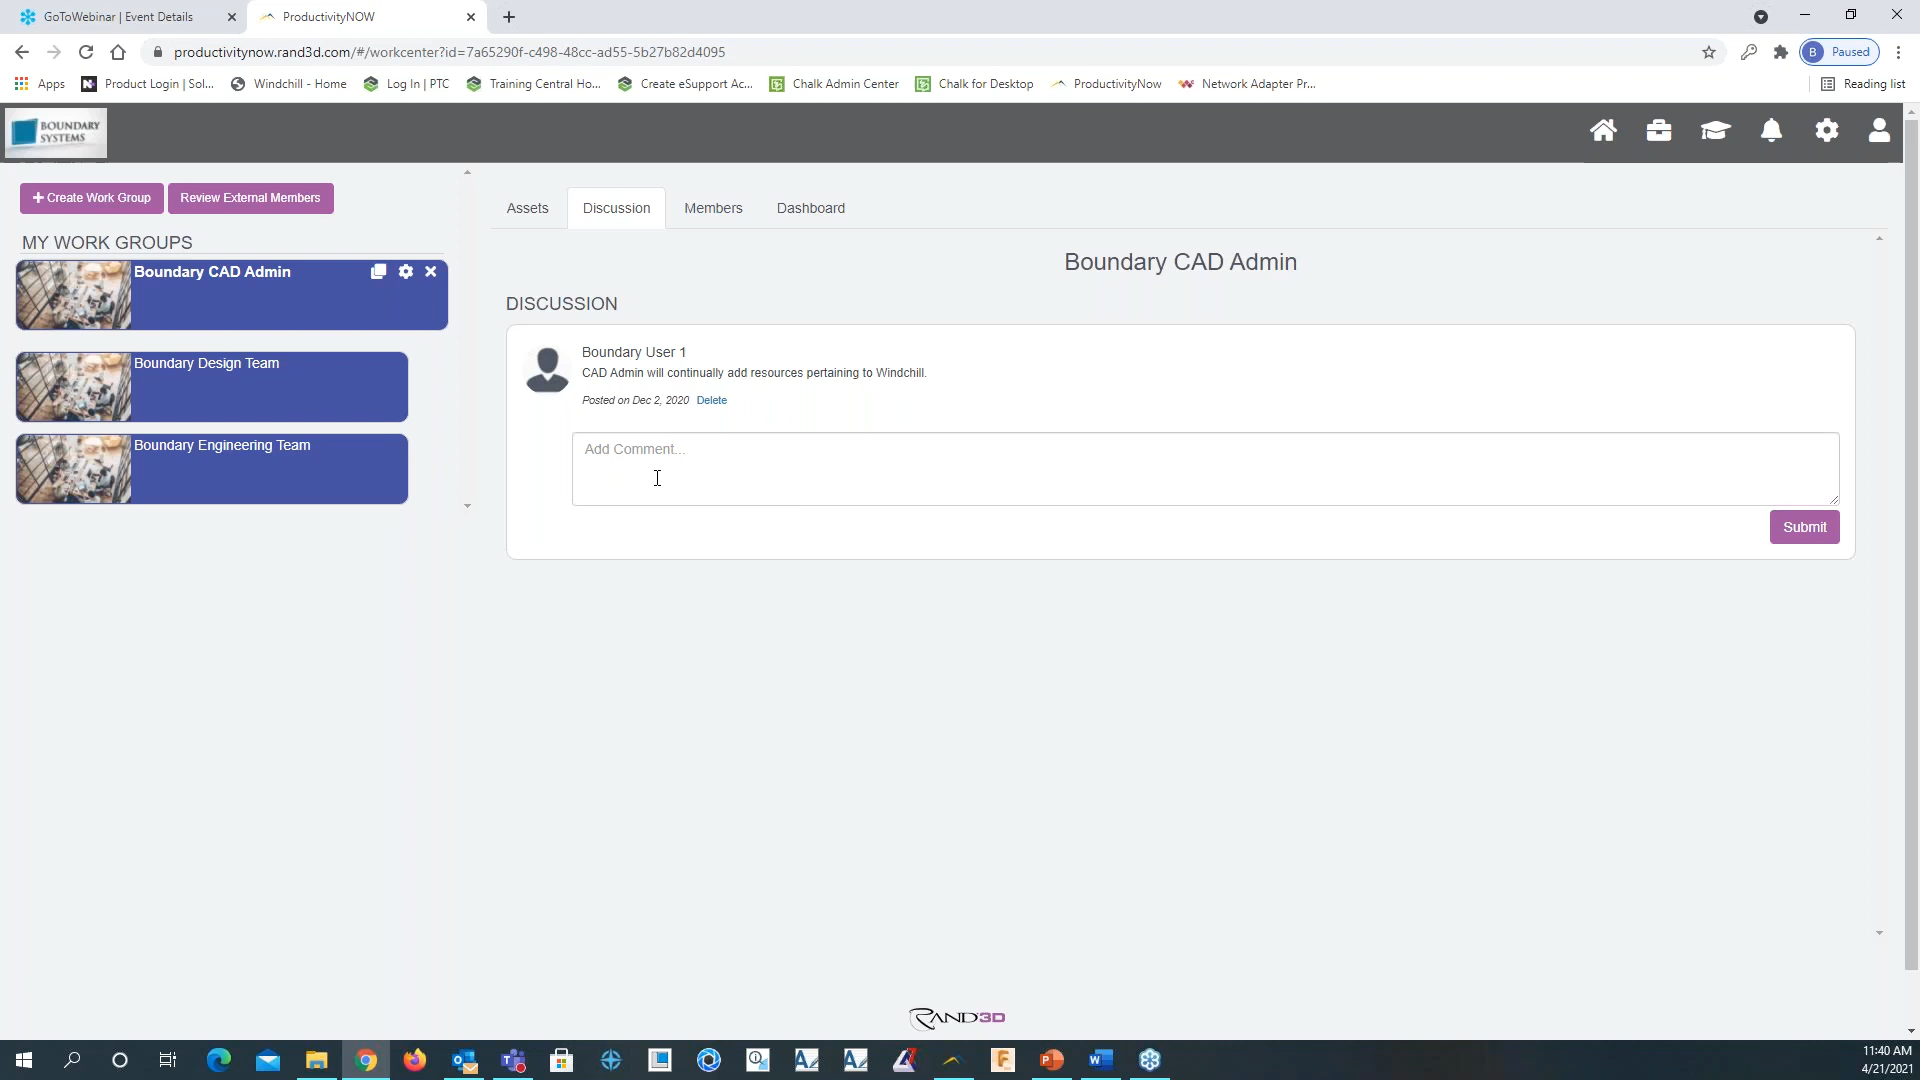 GoToWebinar | Event Details
ProductivityNOW
productivitynow.rand3d.com/#/workcenter?id=7a65290f-c498-48cc-ad55-5b27b82d4095
B Paused
Apps
Product Login | Sol...
Windchill - Home
Log In | PTC
Training Central Ho...
Create eSupport Ac...
Chalk Admin Center
Chalk for Desktop
ProductivityNow
Network Adapter Pr...
Reading list
BOUNDARY
SYSTEMS
Create Work Group
Review External Members
MY WORK GROUPS
Boundary CAD Admin
Boundary Design Team
Boundary Engineering Team
Assets
Discussion
Members
Dashboard
Boundary CAD Admin
DISCUSSION
Boundary User 1
CAD Admin will continually add resources pertaining to Windchill.
Posted on Dec 2, 2020 Delete
Add Comment...
Submit
RAND3D
11:40 AM
4/21/2021